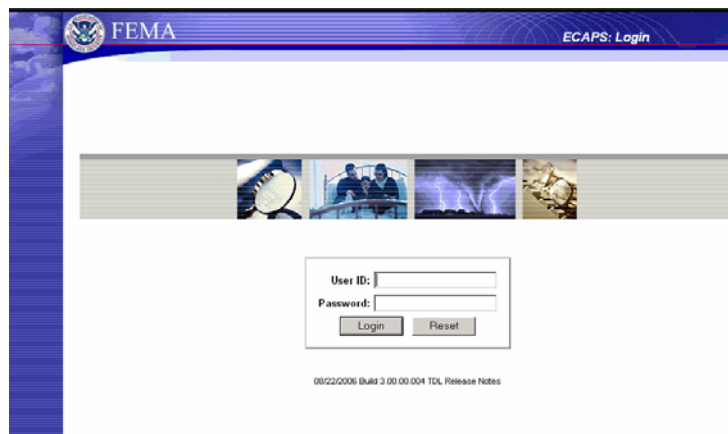 FEMA
ECAPS: Login
User ID:
Password:
Login Reset
08/22/2006 Build 3.00.00.004 TDL Release Notes